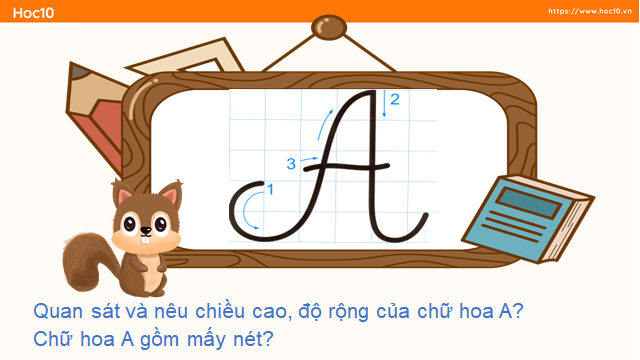 Hoc10
https://www.hoc10.vn
2
3
1
A
Quan sát và nêu chiều cao, độ rộng của chữ hoa A?
Chữ hoa A gồm mấy nét?